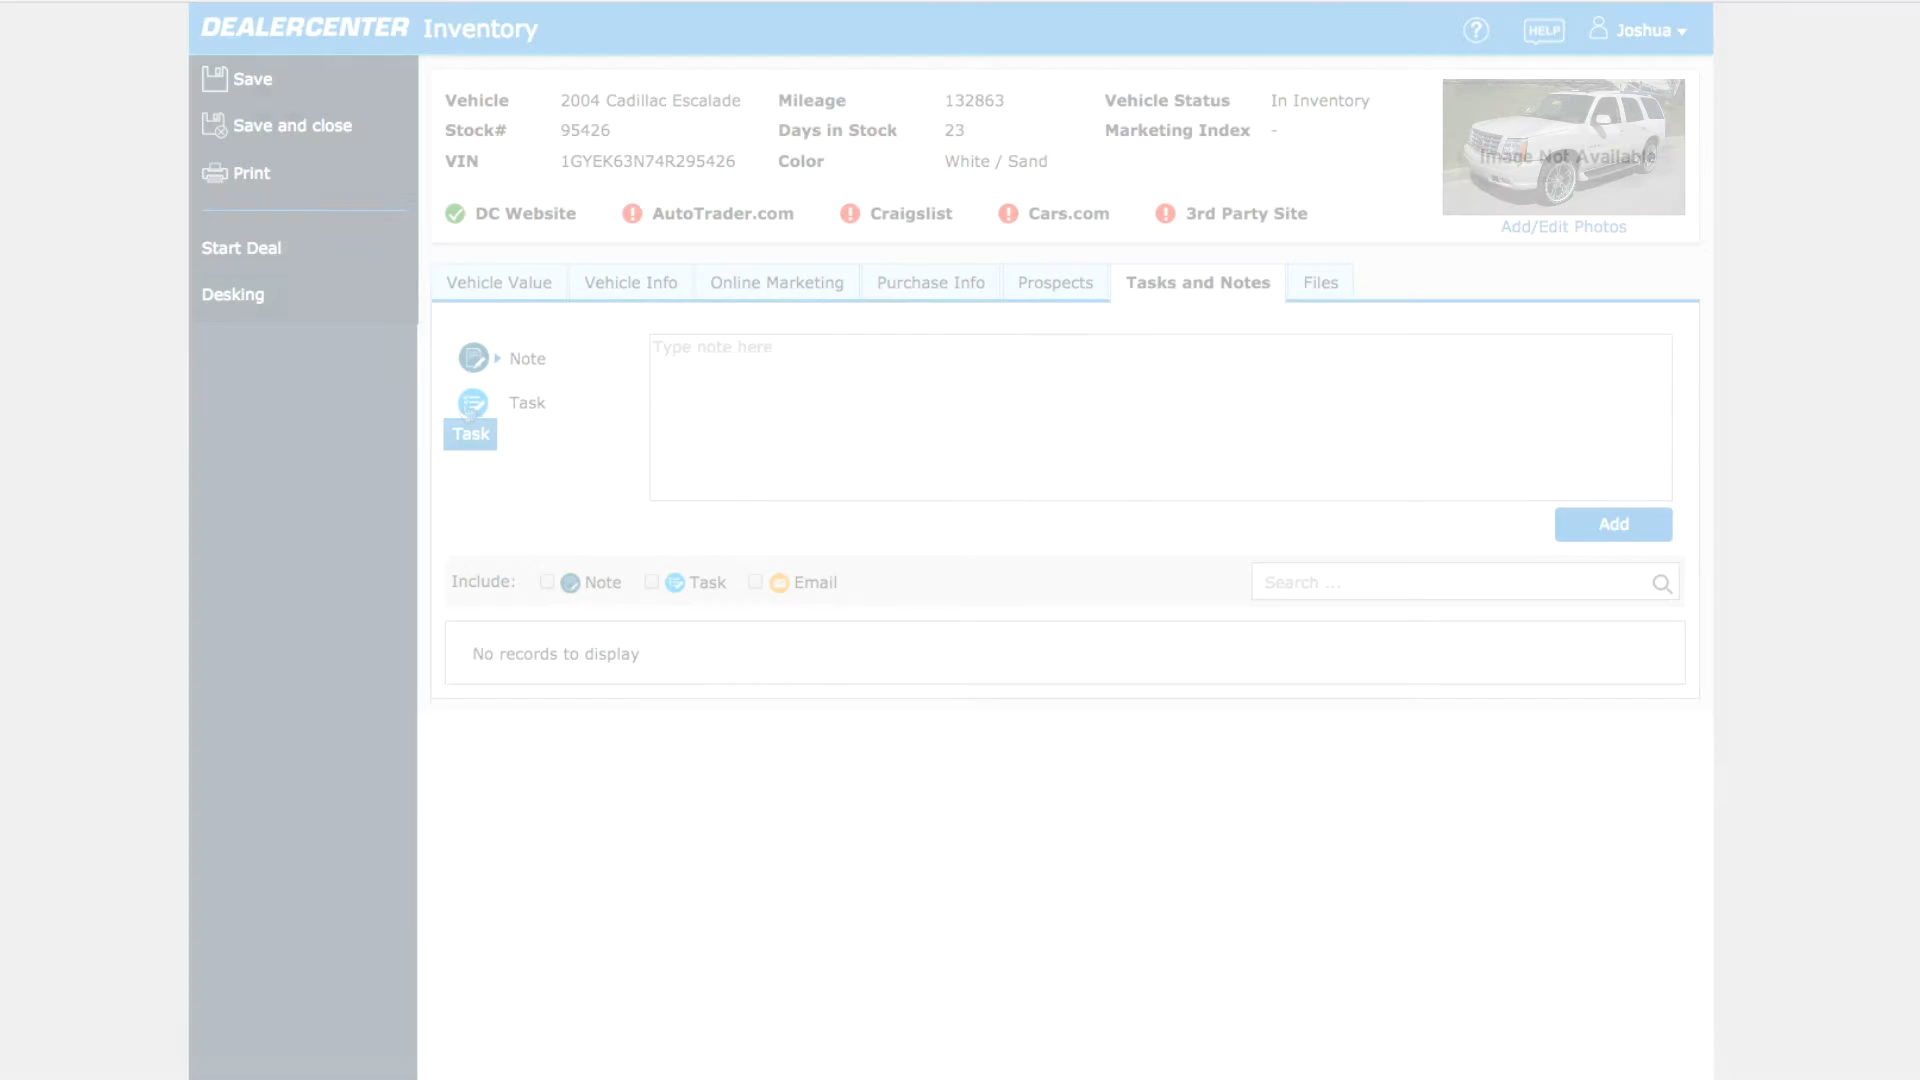 DEALERCENTER Inventory
? HELP Joshua
Save
Save and close
Print
Start Deal
Desking
Vehicle 2004 Cadillac Escalade Mileage 132863 Vehicle Status In Inventory
Stock# 95426 Days in Stock 23 Marketing Index -
VIN 1GYEK63N74R295426 Color White / Sand
Image Not Available
DC Website ! AutoTrader.com ! Craigslist ! Cars.com ! 3rd Party Site
Add/Edit Photos
Vehicle Value Vehicle Info Online Marketing Purchase Info Prospects Tasks and Notes Files
Note
Type note here
Task
Task
Add
Include: Note Task Email Search ...
No records to display